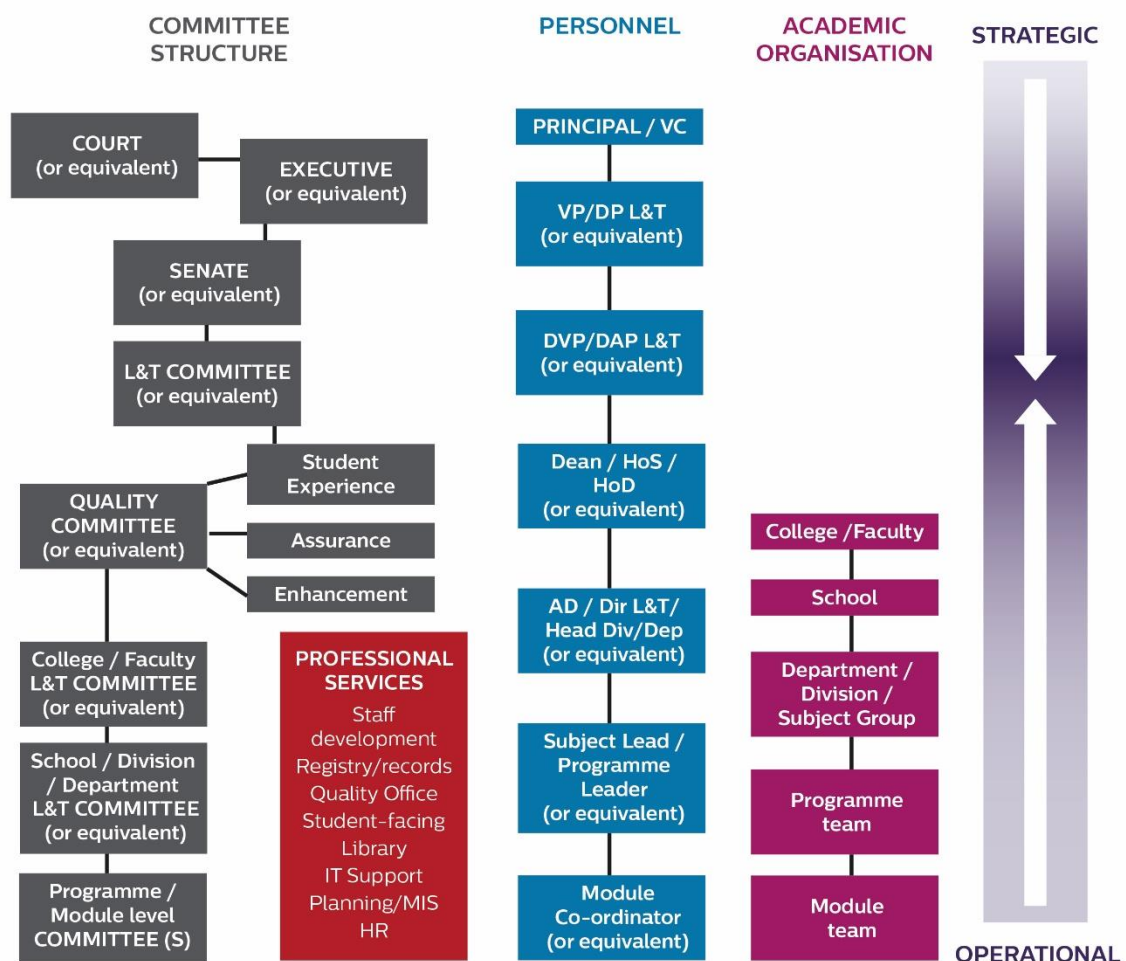 COMMITTEE
STRUCTURE
COURT
(or equivalent)
EXECUTIVE
(or equivalent)
SENATE
(or equivalent)
L&T COMMITTEE
(or equivalent)
Student
Experience
QUALITY
COMMITTEE
(or equivalent)
Assurance
Enhancement
College / Faculty
L&T COMMITTEE
(or equivalent)
School / Division
/ Department
L&T COMMITTEE
(or equivalent)
Programme /
Module level
COMMITTEE (S)
PROFESSIONAL
SERVICES
Staff
development
Registry/records
Quality Office
Student-facing
Library
IT Support
Planning/MIS
HR
PERSONNEL
PRINCIPAL / VC
VP/DP L&T
(or equivalent)
DVP/DAP L&T
(or equivalent)
Dean / HoS /
HoD
(or equivalent)
AD / Dir L&T/
Head Div/Dep
(or equivalent)
Subject Lead /
Programme
Leader
(or equivalent)
Module
Co-ordinator
(or equivalent)
ACADEMIC
ORGANISATION
College /Faculty
School
Department /
Division /
Subject Group
Programme
team
Module
team
STRATEGIC
OPERATIONAL